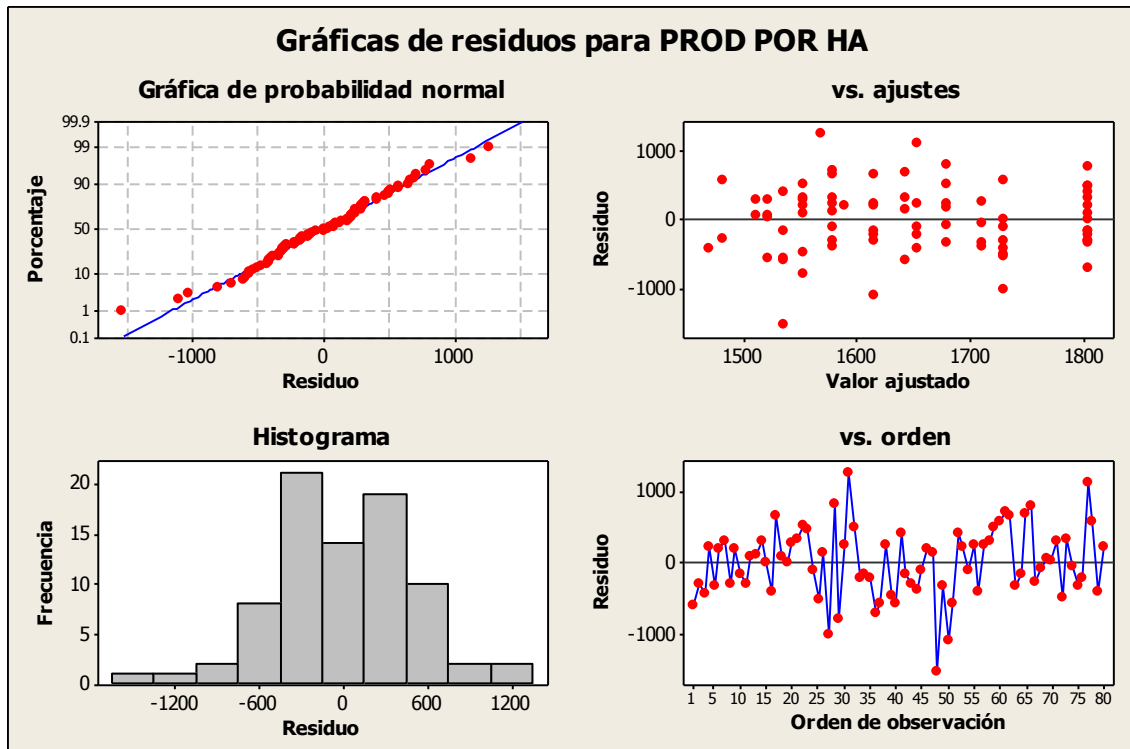 Gráficas de residuos para PROD POR HA
Gráfica de probabilidad normal
99.9
99
90
50
10
1
0.1
Porcentaje
-1000 0 1000
Residuo
vs. ajustes
1000
0
-1000
Residuo
1500 1600 1700 1800
Valor ajustado
Histograma
20
15
10
5
0
Frecuencia
-1200 -600 0 600 1200
Residuo
vs. orden
1000
0
-1000
Residuo
1 5 10 15 20 25 30 35 40 45 50 55 60 65 70 75 80
Orden de observación